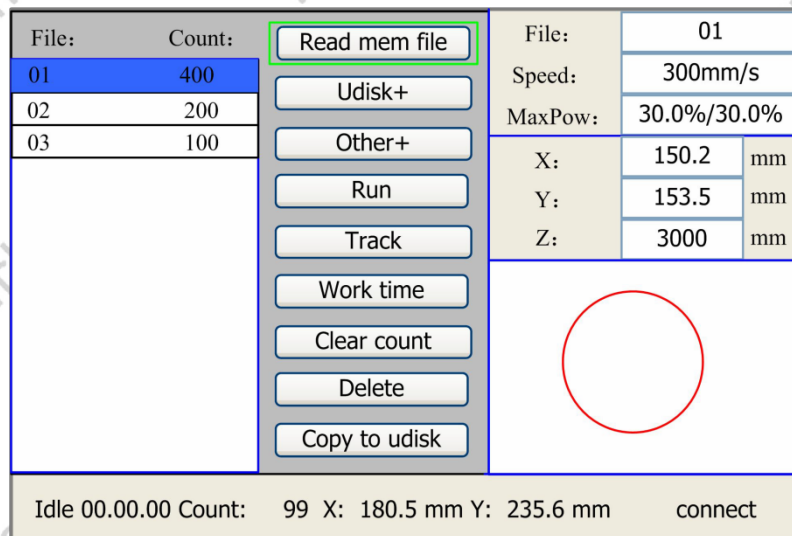 File: Count:
01 400
02 200
03 100
Read mem file
Udisk+
Other+
Run
Track
Work time
Clear count
Delete
Copy to udisk
File: 01
Speed: 300mm/s
MaxPow: 30.0%/30.0%
X: 150.2 mm
Y: 153.5 mm
Z: 3000 mm
Idle 00.00.00 Count: 99 X: 180.5 mm Y: 235.6 mm connect